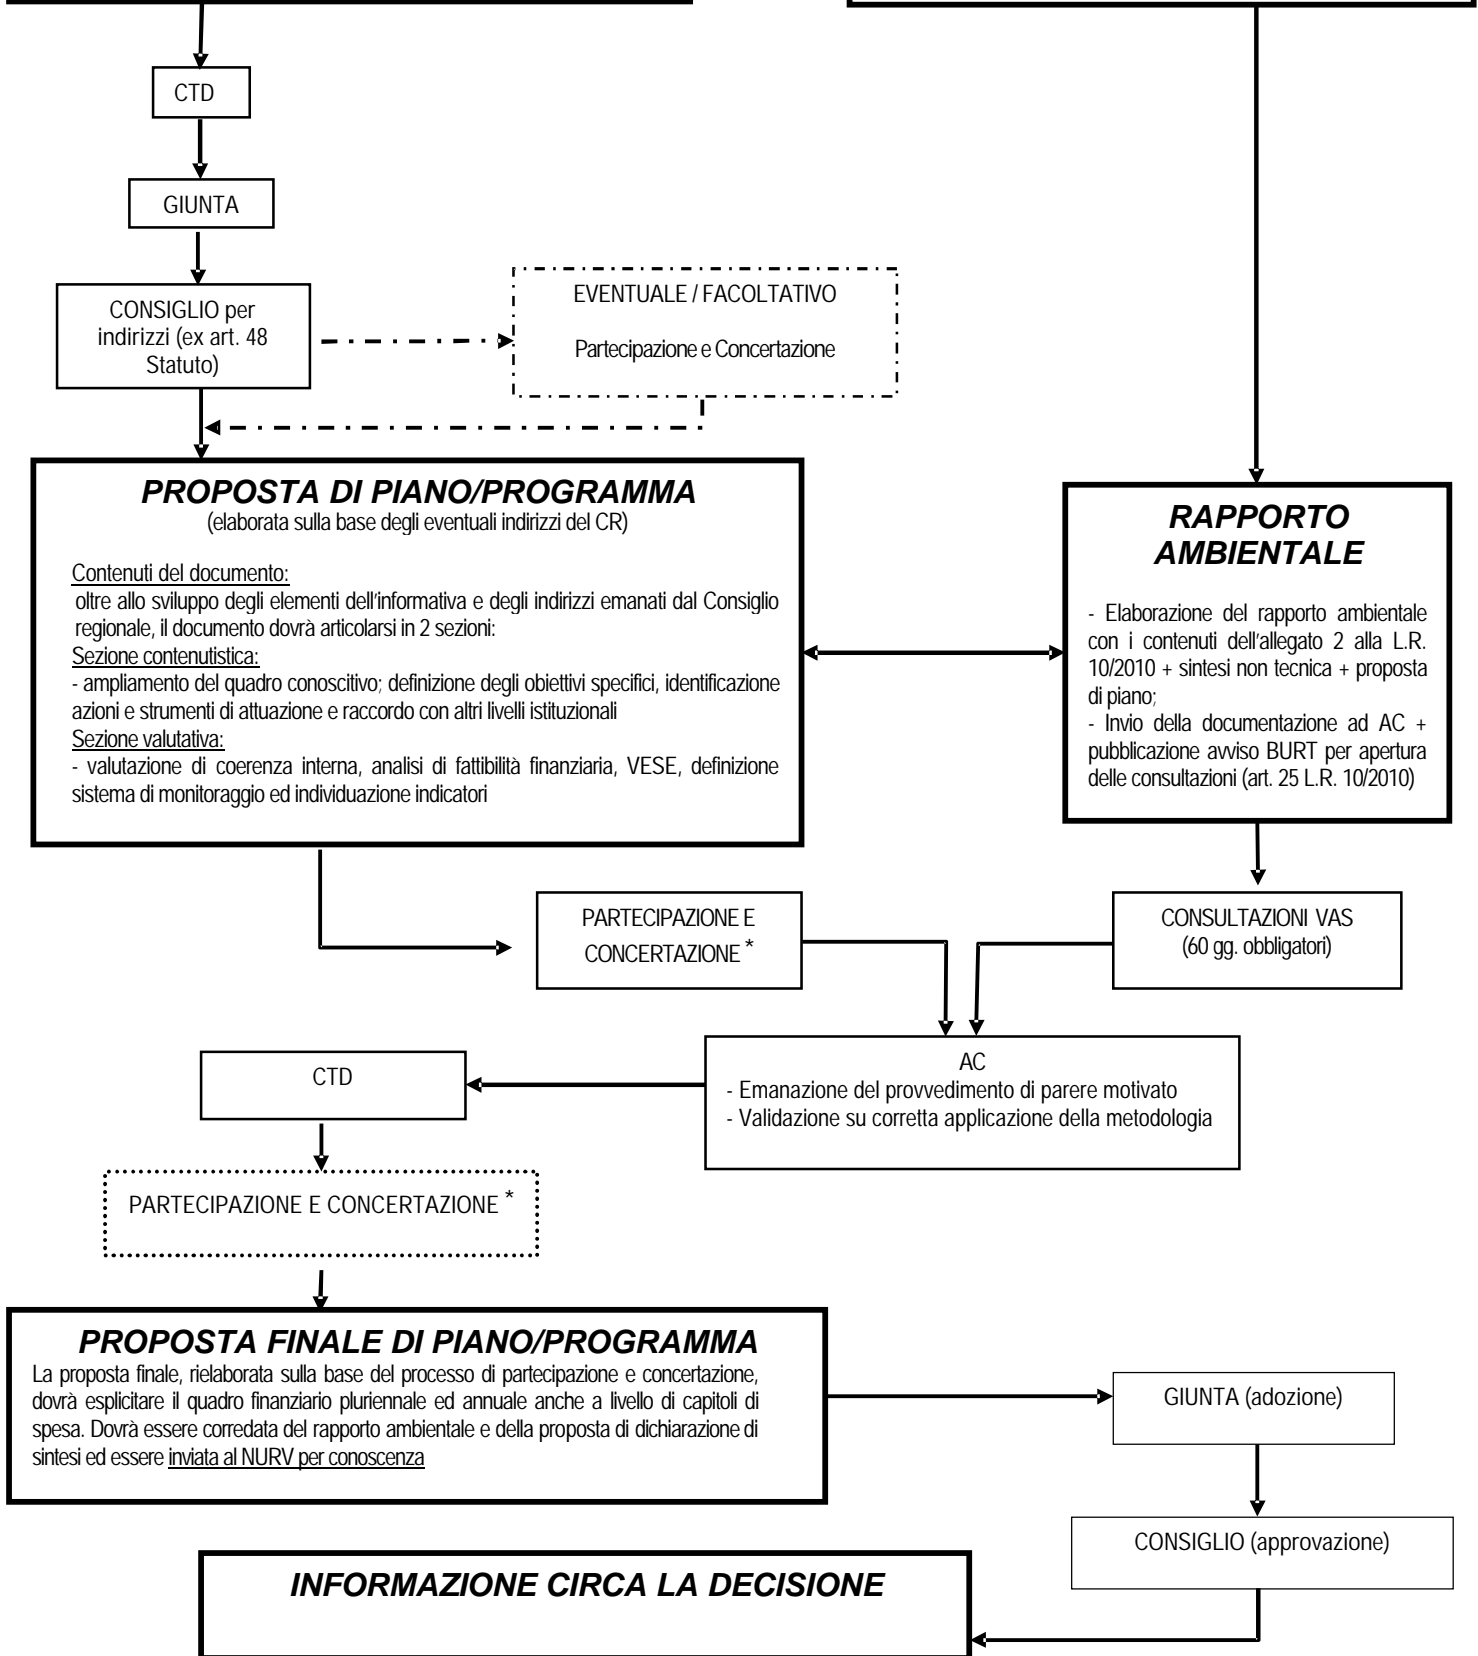 CTD
GIUNTA
CONSIGLIO per
indirizzi (ex art. 48
Statuto)
EVENTUALE / FACOLTATIVO
Partecipazione e Concertazione
PROPOSTA DI PIANO/PROGRAMMA
(elaborata sulla base degli eventuali indirizzi del CR)
Contenuti del documento:
oltre allo sviluppo degli elementi dell'informativa e degli indirizzi emanati dal Consiglio
regionale, il documento dovrà articolarsi in 2 sezioni:
Sezione contenutistica:
- ampliamento del quadro conoscitivo; definizione degli obiettivi specifici, identificazione
azioni e strumenti di attuazione e raccordo con altri livelli istituzionali
Sezione valutativa:
- valutazione di coerenza interna, analisi di fattibilità finanziaria, VESE, definizione
sistema di monitoraggio ed individuazione indicatori
RAPPORTO
AMBIENTALE
- Elaborazione del rapporto ambientale
con i contenuti dell'allegato 2 alla L.R.
10/2010 + sintesi non tecnica + proposta
di piano;
- Invio della documentazione ad AC +
pubblicazione avviso BURT per apertura
delle consultazioni (art. 25 L.R. 10/2010)
PARTECIPAZIONE E
CONCERTAZIONE *
CONSULTAZIONI VAS
(60 gg. obbligatori)
AC
- Emanazione del provvedimento di parere motivato
- Validazione su corretta applicazione della metodologia
CTD
PARTECIPAZIONE E CONCERTAZIONE *
PROPOSTA FINALE DI PIANO/PROGRAMMA
La proposta finale, rielaborata sulla base del processo di partecipazione e concertazione,
dovrà esplicitare il quadro finanziario pluriennale ed annuale anche a livello di capitoli di
spesa. Dovrà essere corredata del rapporto ambientale e della proposta di dichiarazione di
sintesi ed essere inviata al NURV per conoscenza
GIUNTA (adozione)
CONSIGLIO (approvazione)
INFORMAZIONE CIRCA LA DECISIONE